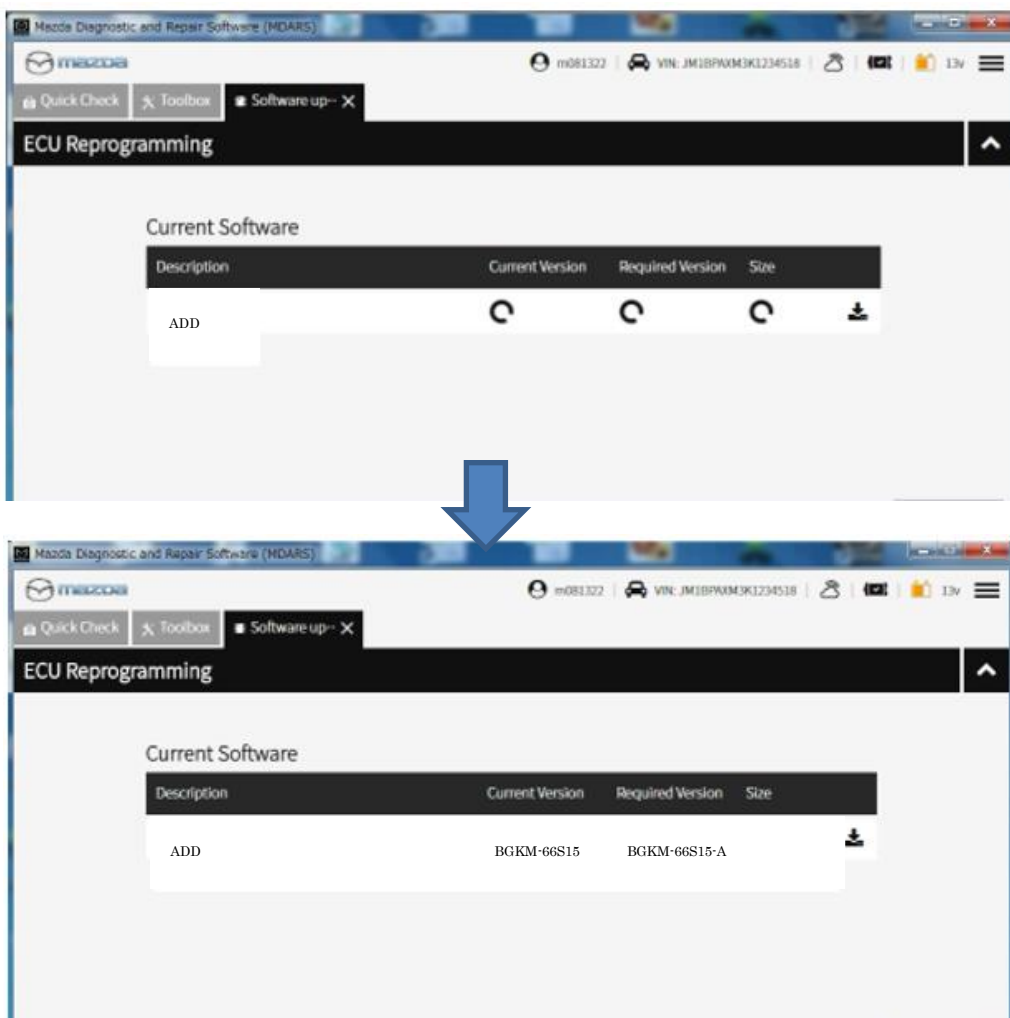 Mazda Diagnostic and Repair Software (MDARS)
mazda
m081322 | VIN: JM1BPAXM3K1234518 | 13v
Quick Check Toolbox Software up-- X
ECU Reprogramming
Current Software
Description Current Version Required Version Size
ADD
Mazda Diagnostic and Repair Software (MDARS)
mazda
m081322 | VIN: JM1BPAXM3K1234518 | 13v
Quick Check Toolbox Software up-- X
ECU Reprogramming
Current Software
Description Current Version Required Version Size
ADD BGKM-66S15 BGKM-66S15-A